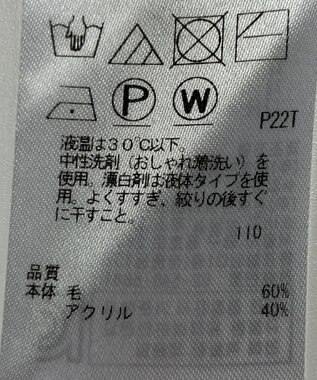 P
W
P22T
液温は30℃以下。
中性洗剤（おしゃれ着洗い）を
使用。漂白剤は液体タイプを使
用。よくすすぎ、絞りの後すぐ
に干すこと。
110
品質
本体 毛 60%
アクリル 40%